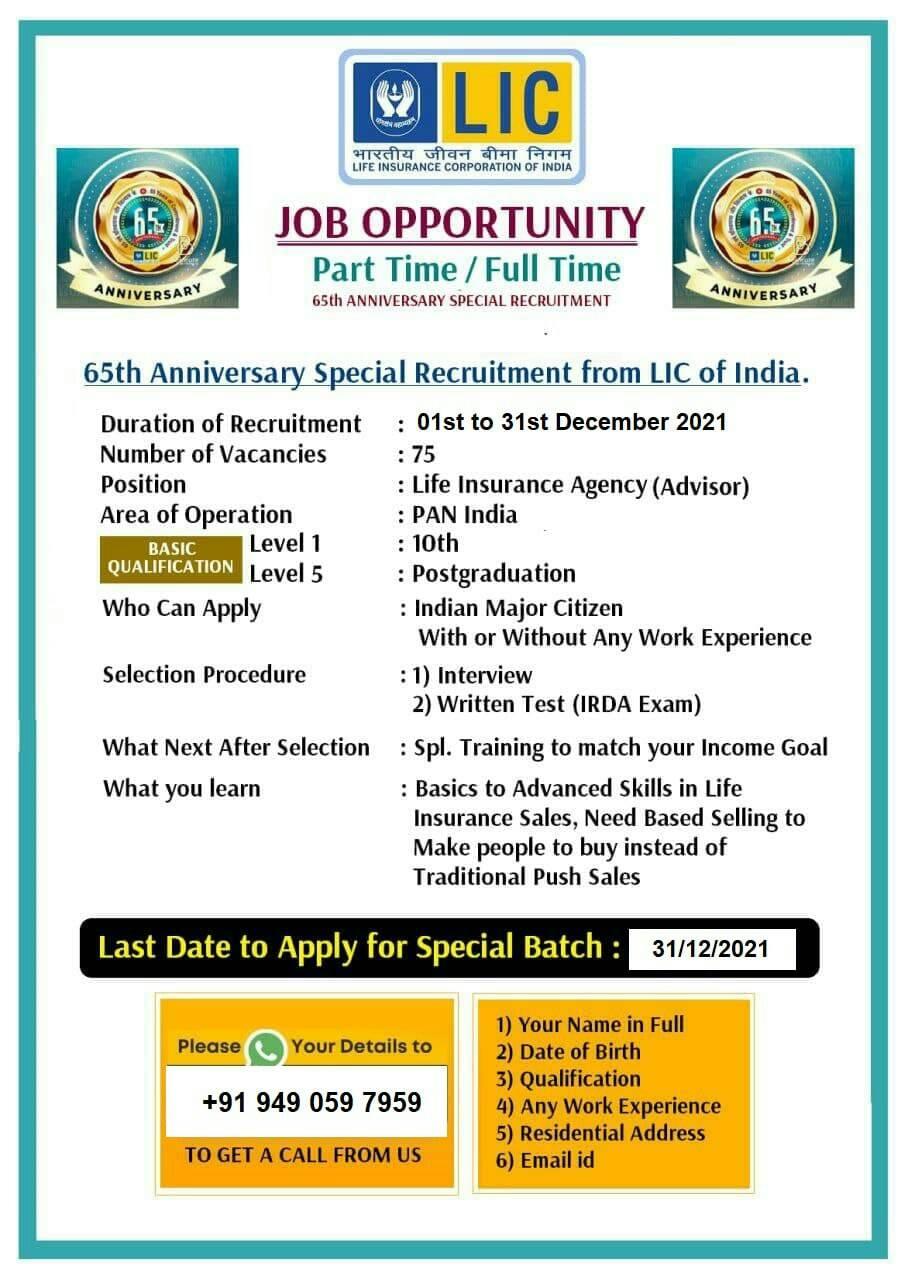 LIC
भारतीय जीवन बीमा निगम
LIFE INSURANCE CORPORATION OF INDIA
65
LIC
ANNIVERSARY
65
LIC
ANNIVERSARY
JOB OPPORTUNITY
Part Time / Full Time
65th ANNIVERSARY SPECIAL RECRUITMENT
65th Anniversary Special Recruitment from LIC of India.
Duration of Recruitment : 01st to 31st December 2021
Number of Vacancies : 75
Position : Life Insurance Agency (Advisor)
Area of Operation : PAN India
BASIC QUALIFICATION Level 1 : 10th
Level 5 : Postgraduation
Who Can Apply : Indian Major Citizen
With or Without Any Work Experience
Selection Procedure : 1) Interview
2) Written Test (IRDA Exam)
What Next After Selection : Spl. Training to match your Income Goal
What you learn : Basics to Advanced Skills in Life
Insurance Sales, Need Based Selling to
Make people to buy instead of
Traditional Push Sales
Last Date to Apply for Special Batch : 31/12/2021
Please Your Details to
+91 949 059 7959
TO GET A CALL FROM US
1) Your Name in Full
2) Date of Birth
3) Qualification
4) Any Work Experience
5) Residential Address
6) Email id